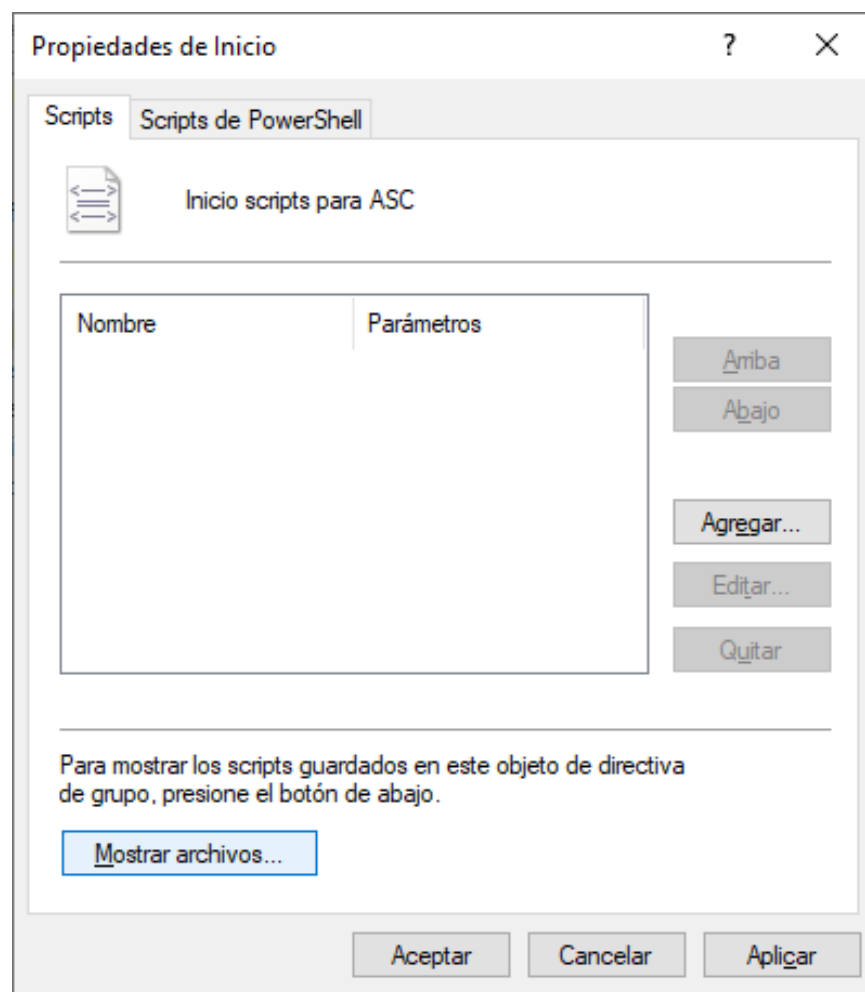 Propiedades de Inicio ?
Scripts Scripts de PowerShell
Inicio scripts para ASC
Nombre Parámetros
Arriba
Abajo
Agregar...
Editar...
Quitar
Para mostrar los scripts guardados en este objeto de directiva
de grupo, presione el botón de abajo.
Mostrar archivos...
Aceptar Cancelar Aplicar